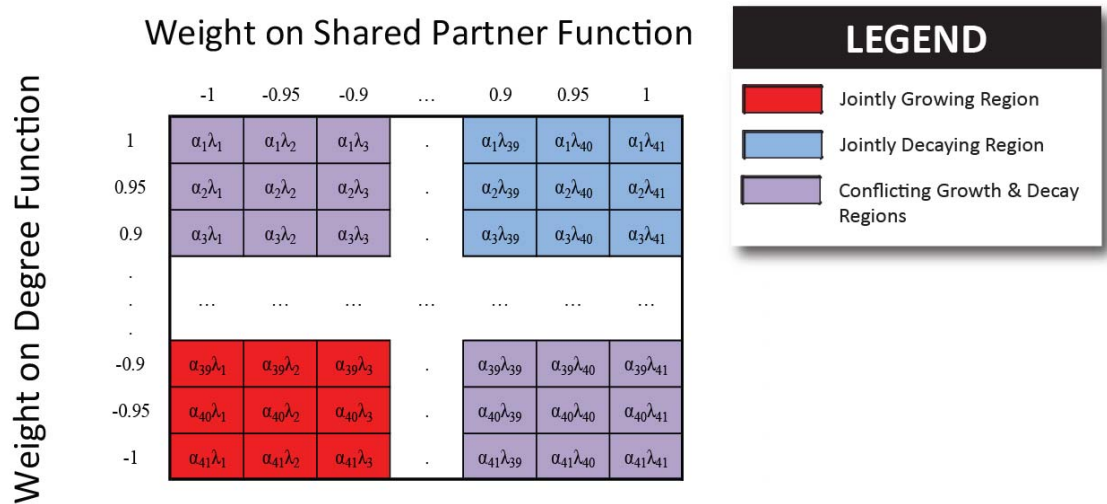 Weight on Shared Partner Function
LEGEND
Jointly Growing Region
Jointly Decaying Region
Conflicting Growth & Decay
Regions
Weight on Degree Function
-1 -0.95 -0.9 ... 0.9 0.95 1
1 α₁λ₁ α₁λ₂ α₁λ₃ . α₁λ₃₉ α₁λ₄₀ α₁λ₄₁
0.95 α₂λ₁ α₂λ₂ α₂λ₃ . α₂λ₃₉ α₂λ₄₀ α₂λ₄₁
0.9 α₃λ₁ α₃λ₂ α₃λ₃ . α₃λ₃₉ α₃λ₄₀ α₃λ₄₁
.
. ... ... ... ... ... ... ...
.
-0.9 α₃₉λ₁ α₃₉λ₂ α₃₉λ₃ . α₃₉λ₃₉ α₃₉λ₄₀ α₃₉λ₄₁
-0.95 α₄₀λ₁ α₄₀λ₂ α₄₀λ₃ . α₄₀λ₃₉ α₄₀λ₄₀ α₄₀λ₄₁
-1 α₄₁λ₁ α₄₁λ₂ α₄₁λ₃ . α₄₁λ₃₉ α₄₁λ₄₀ α₄₁λ₄₁